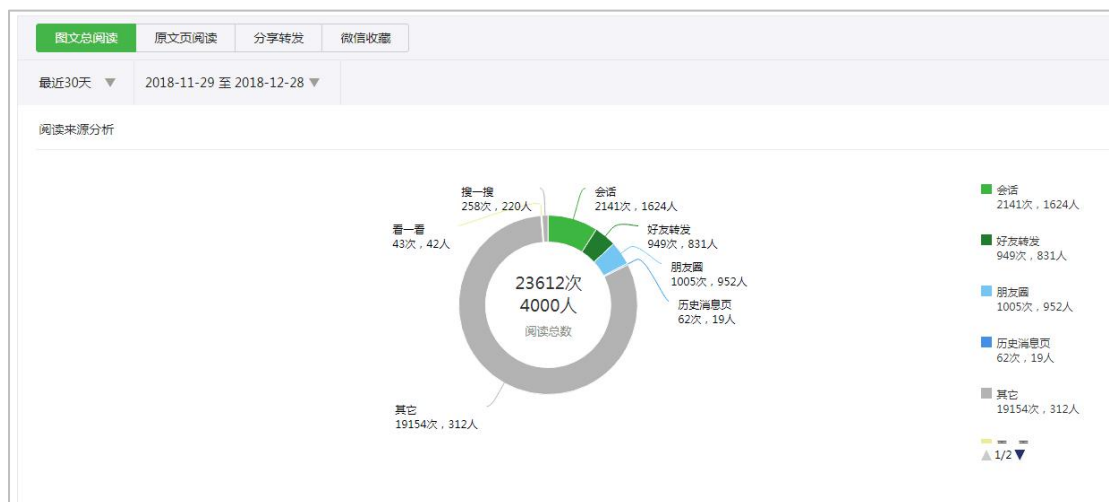 图文总阅读
原文页阅读
分享转发
微信收藏
最近30天
2018-11-29 至 2018-12-28
阅读来源分析
搜一搜
258次，220人
会话
2141次，1624人
看一看
43次，42人
好友转发
949次，831人
朋友圈
1005次，952人
历史消息页
62次，19人
23612次
4000人
阅读总数
其它
19154次，312人
会话
2141次，1624人
好友转发
949次，831人
朋友圈
1005次，952人
历史消息页
62次，19人
其它
19154次，312人
1/2